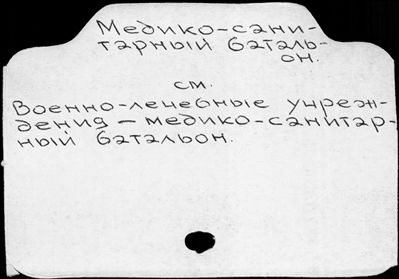 Медико-сани-
тарный баталь-
он.
см.
Военно-лечебные учреж-
дения – медико-санитар-
ный батальон.